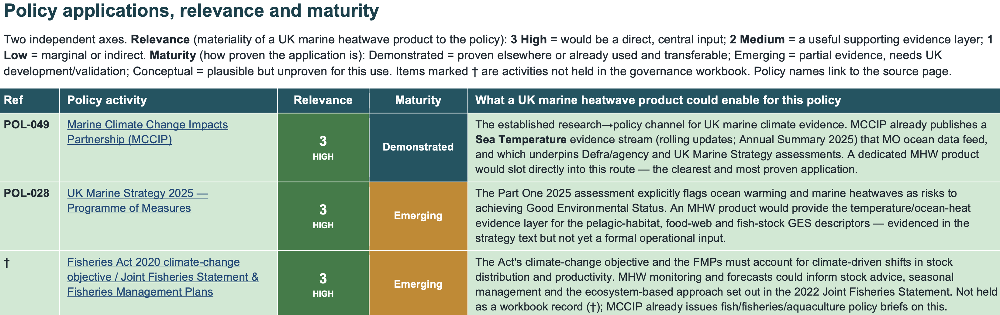 Policy applications, relevance and maturity
Two independent axes. Relevance (materiality of a UK marine heatwave product to the policy): 3 High = would be a direct, central input; 2 Medium = a useful supporting evidence layer; 1
Low = marginal or indirect. Maturity (how proven the application is): Demonstrated = proven elsewhere or already used and transferable; Emerging = partial evidence, needs UK
development/validation; Conceptual = plausible but unproven for this use. Items marked † are activities not held in the governance workbook. Policy names link to the source page.
Ref
Policy activity
Relevance
Maturity
What a UK marine heatwave product could enable for this policy
POL-049
Marine Climate Change Impacts
Partnership (MCCIP)
3
HIGH
Demonstrated
The established research→policy channel for UK marine climate evidence. MCCIP already publishes a
Sea Temperature evidence stream (rolling updates; Annual Summary 2025) that MO ocean data feed,
and which underpins Defra/agency and UK Marine Strategy assessments. A dedicated MHW product
would slot directly into this route — the clearest and most proven application.
POL-028
UK Marine Strategy 2025 —
Programme of Measures
3
HIGH
Emerging
The Part One 2025 assessment explicitly flags ocean warming and marine heatwaves as risks to
achieving Good Environmental Status. An MHW product would provide the temperature/ocean-heat
evidence layer for the pelagic-habitat, food-web and fish-stock GES descriptors — evidenced in the
strategy text but not yet a formal operational input.
†
Fisheries Act 2020 climate-change
objective / Joint Fisheries Statement &
Fisheries Management Plans
3
HIGH
Emerging
The Act's climate-change objective and the FMPs must account for climate-driven shifts in stock
distribution and productivity. MHW monitoring and forecasts could inform stock advice, seasonal
management and the ecosystem-based approach set out in the 2022 Joint Fisheries Statement. Not held
as a workbook record (†); MCCIP already issues fish/fisheries/aquaculture policy briefs on this.